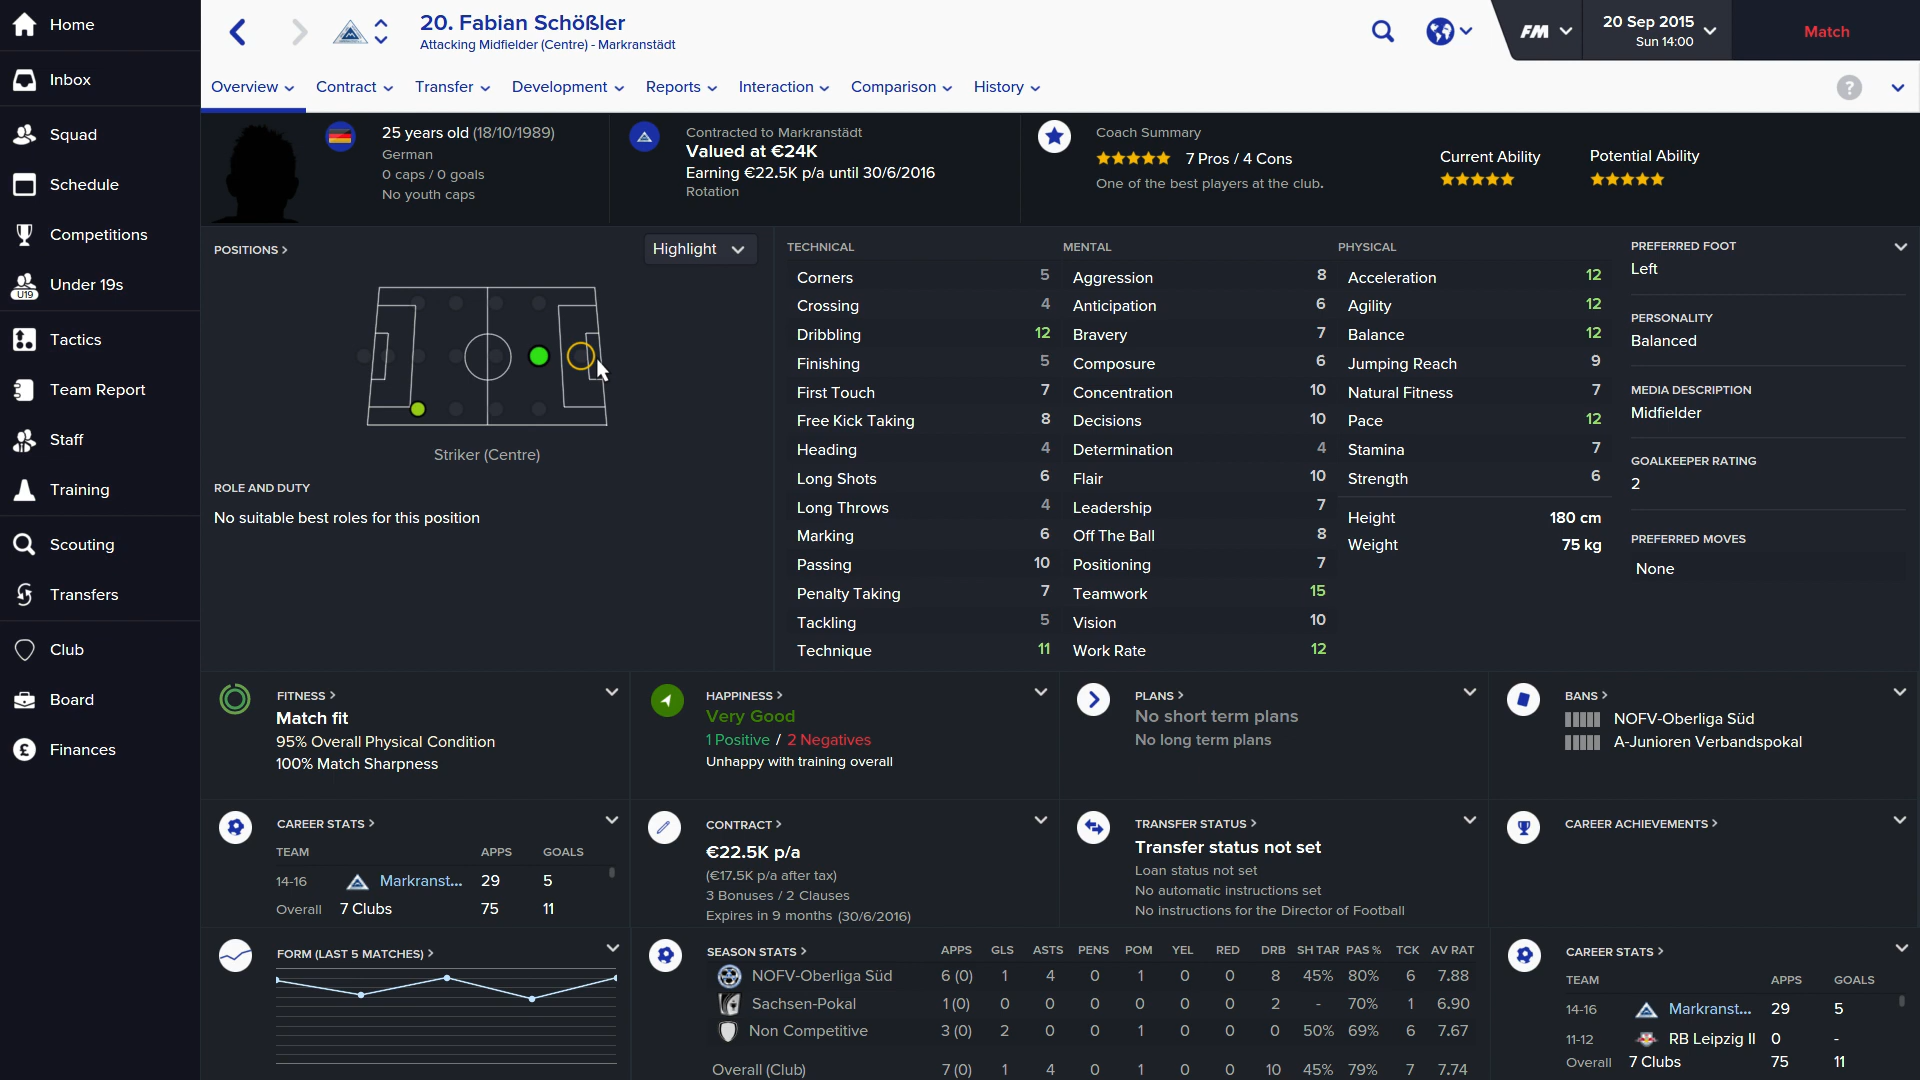 Home
Inbox
Squad
Schedule
Competitions
U19
Under 19s
Tactics
Team Report
Staff
Training
Scouting
Transfers
Club
Board
£
Finances
20. Fabian Schößler
Attacking Midfielder (Centre) - Markranstädt
FM
20 Sep 2015
Sun 14:00
Match
Overview Contract Transfer Development Reports Interaction Comparison History
?
25 years old (18/10/1989)
German
0 caps / 0 goals
No youth caps
Contracted to Markranstädt
Valued at €24K
Earning €22.5K p/a until 30/6/2016
Rotation
Coach Summary
7 Pros / 4 Cons
One of the best players at the club.
Current Ability
Potential Ability
POSITIONS >
Highlight
Striker (Centre)
ROLE AND DUTY
No suitable best roles for this position
TECHNICAL
Corners 5
Crossing 4
Dribbling 12
Finishing 5
First Touch 7
Free Kick Taking 8
Heading 4
Long Shots 6
Long Throws 4
Marking 6
Passing 10
Penalty Taking 7
Tackling 5
Technique 11
MENTAL
Aggression 8
Anticipation 6
Bravery 7
Composure 6
Concentration 10
Decisions 10
Determination 4
Flair 10
Leadership 7
Off The Ball 8
Positioning 7
Teamwork 15
Vision 10
Work Rate 12
PHYSICAL
Acceleration 12
Agility 12
Balance 12
Jumping Reach 9
Natural Fitness 7
Pace 12
Stamina 7
Strength 6
Height 180 cm
Weight 75 kg
PREFERRED FOOT
Left
PERSONALITY
Balanced
MEDIA DESCRIPTION
Midfielder
GOALKEEPER RATING
2
PREFERRED MOVES
None
FITNESS >
Match fit
95% Overall Physical Condition
100% Match Sharpness
HAPPINESS >
Very Good
1 Positive / 2 Negatives
Unhappy with training overall
PLANS >
No short term plans
No long term plans
BANS >
NOFV-Oberliga Süd
A-Junioren Verbandspokal
CAREER STATS >
TEAM APPS GOALS
14-16 Markranst... 29 5
Overall 7 Clubs 75 11
CONTRACT >
€22.5K p/a
(€17.5K p/a after tax)
3 Bonuses / 2 Clauses
Expires in 9 months (30/6/2016)
TRANSFER STATUS >
Transfer status not set
Loan status not set
No automatic instructions set
No instructions for the Director of Football
CAREER ACHIEVEMENTS >
FORM (LAST 5 MATCHES) >
SEASON STATS > APPS GLS ASTS PENS POM YEL RED DRB SH TAR PAS % TCK AV RAT
NOFV-Oberliga Süd 6 (0) 1 4 0 1 0 0 8 45% 80% 6 7.88
Sachsen-Pokal 1 (0) 0 0 0 0 0 0 2 - 70% 1 6.90
Non Competitive 3 (0) 2 0 0 1 0 0 0 50% 69% 6 7.67
Overall (Club) 7 (0) 1 4 0 1 0 0 10 45% 79% 7 7.74
CAREER STATS >
TEAM APPS GOALS
14-16 Markranst... 29 5
11-12 RB Leipzig II 0 -
Overall 7 Clubs 75 11